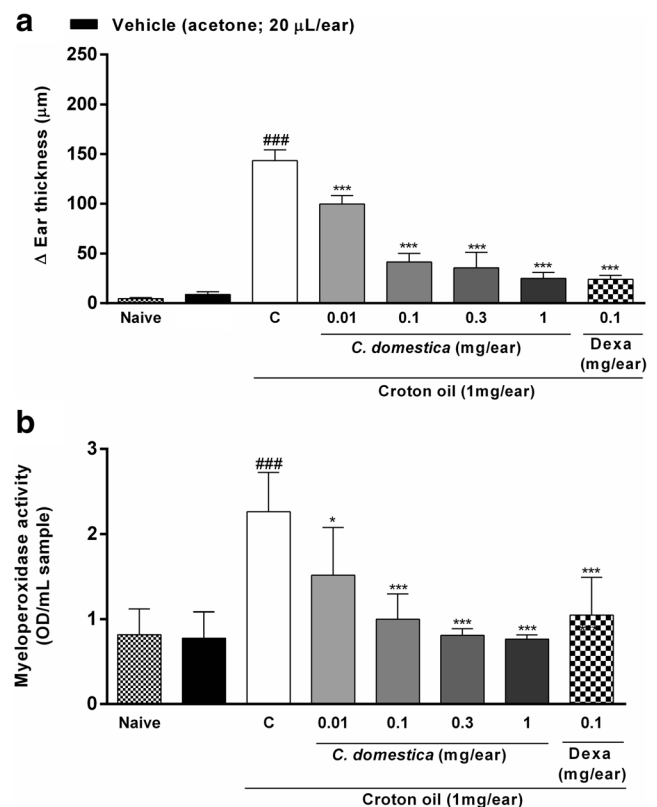 a
Vehicle (acetone; 20 μL/ear)
Δ Ear thickness (μm)
250
200
150
100
50
0
###
***
***
***
***
***
Naive C 0.01 0.1 0.3 1 0.1
C. domestica (mg/ear) Dexa
(mg/ear)
Croton oil (1mg/ear)
b
Myeloperoxidase activity
(OD/mL sample)
3
2
1
0
###
*
***
***
***
***
Naive C 0.01 0.1 0.3 1 0.1
C. domestica (mg/ear) Dexa
(mg/ear)
Croton oil (1mg/ear)